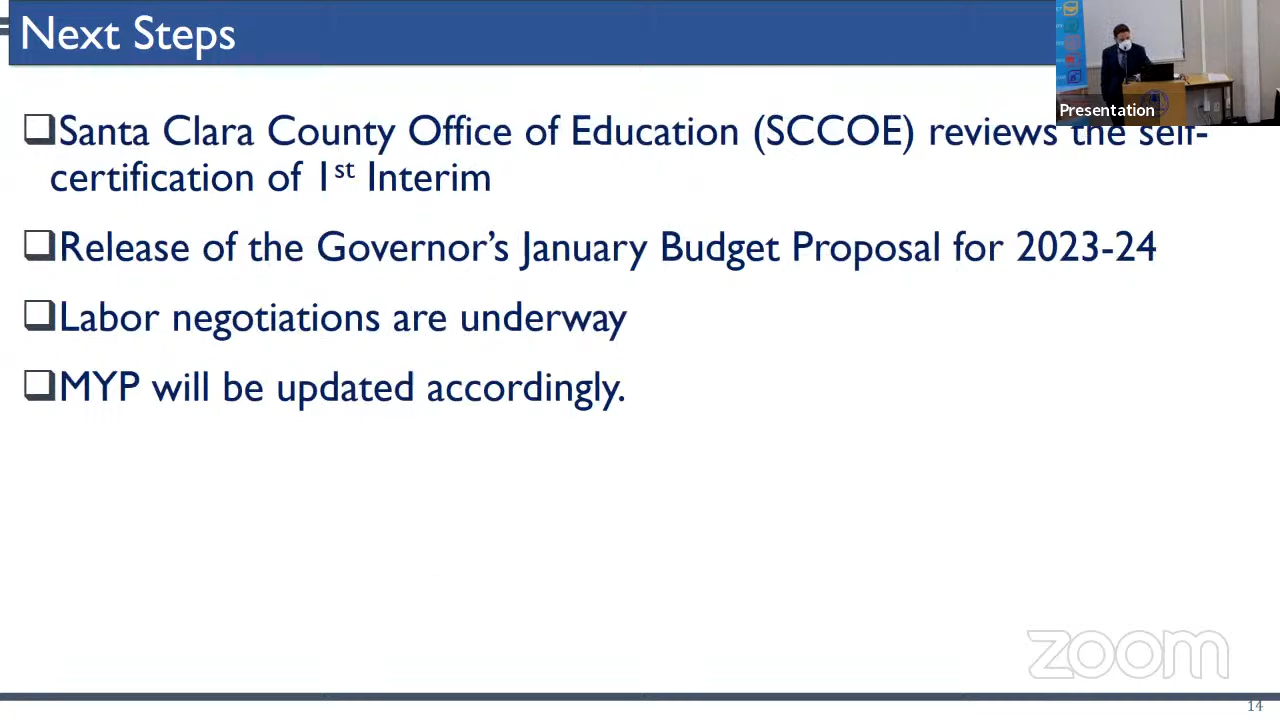 Next Steps
Presentation
❑Santa Clara County Office of Education (SCCOE) reviews the self-
certification of 1st Interim
❑Release of the Governor’s January Budget Proposal for 2023-24
❑Labor negotiations are underway
❑MYP will be updated accordingly.
zoom
14